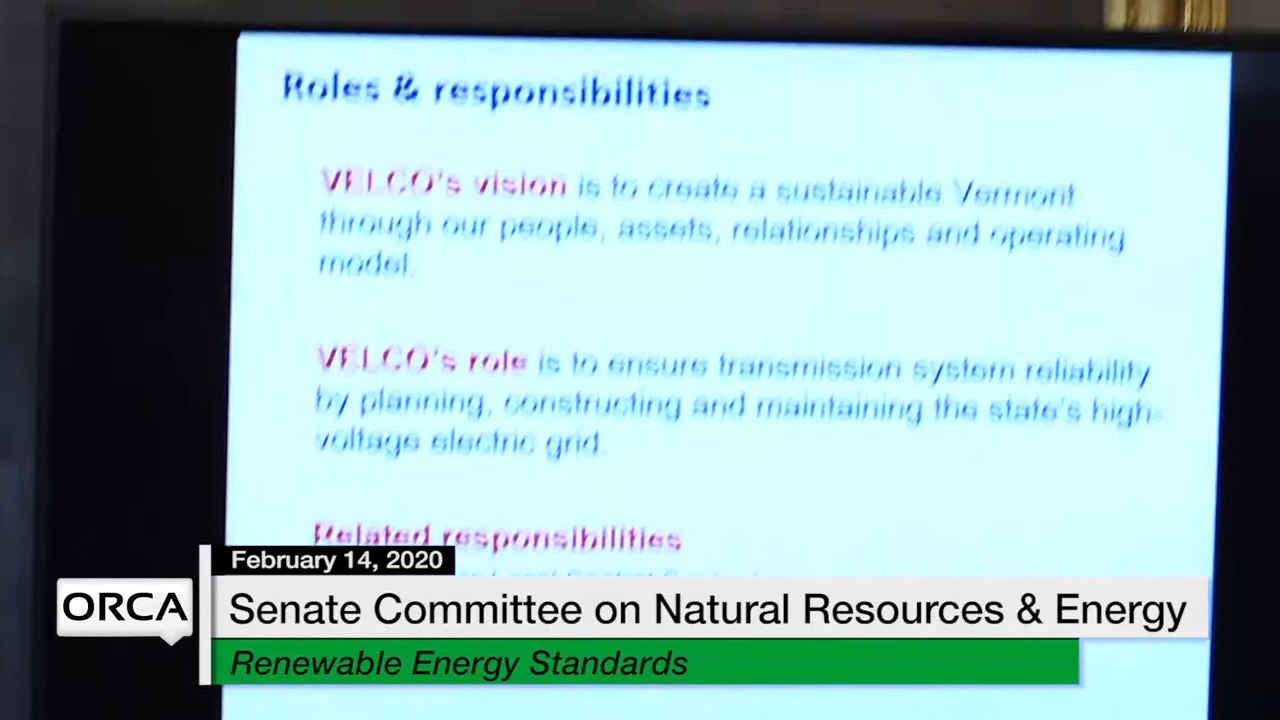 Roles & responsibilities
VELCO's vision is to create a sustainable Vermont
through our people, assets, relationships and operating
model.
VELCO's role is to ensure transmission system reliability
by planning, constructing and maintaining the state's high-
voltage electric grid.
Related responsibilities
February 14, 2020
ORCA
Senate Committee on Natural Resources & Energy
Renewable Energy Standards